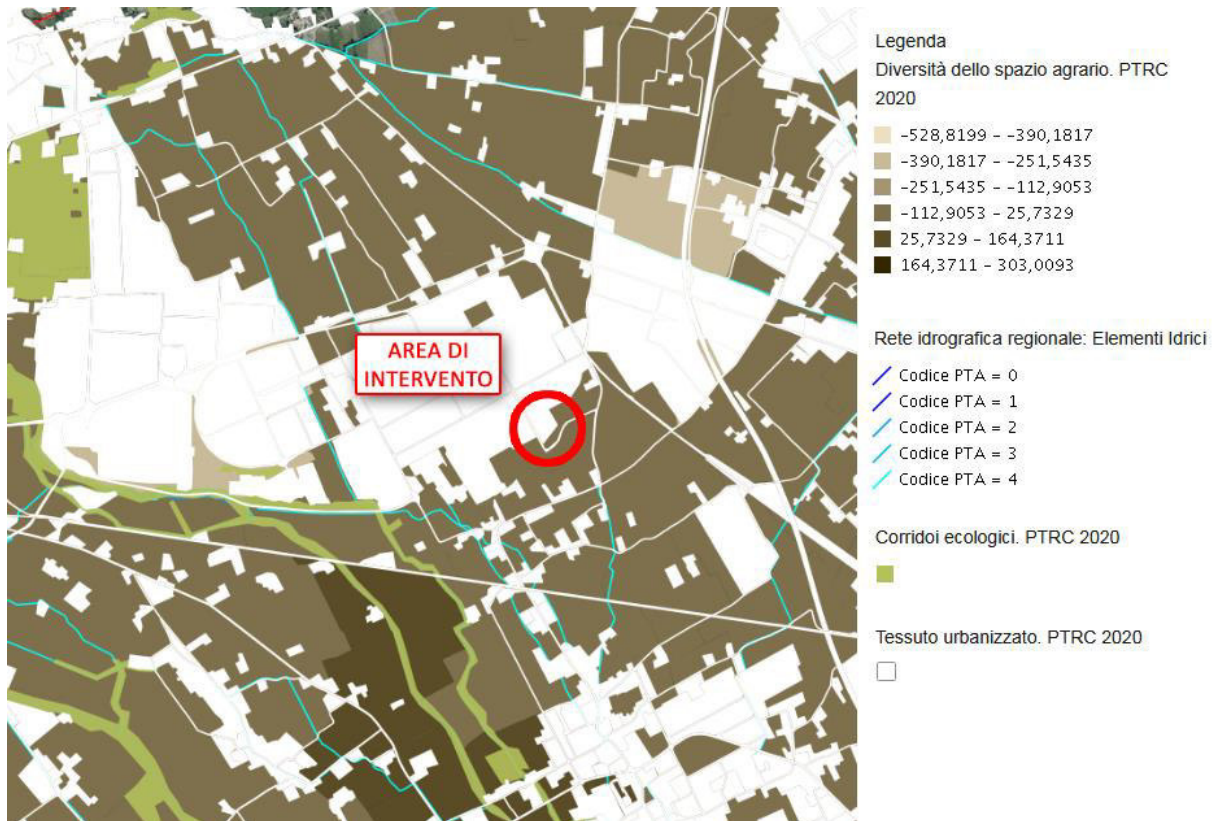 AREA DI
INTERVENTO
Legenda
Diversità dello spazio agrario. PTRC
2020
-528,8199 - -390,1817
-390,1817 - -251,5435
-251,5435 - -112,9053
-112,9053 - 25,7329
25,7329 - 164,3711
164,3711 - 303,0093
Rete idrografica regionale: Elementi Idrici
Codice PTA = 0
Codice PTA = 1
Codice PTA = 2
Codice PTA = 3
Codice PTA = 4
Corridoi ecologici. PTRC 2020
Tessuto urbanizzato. PTRC 2020